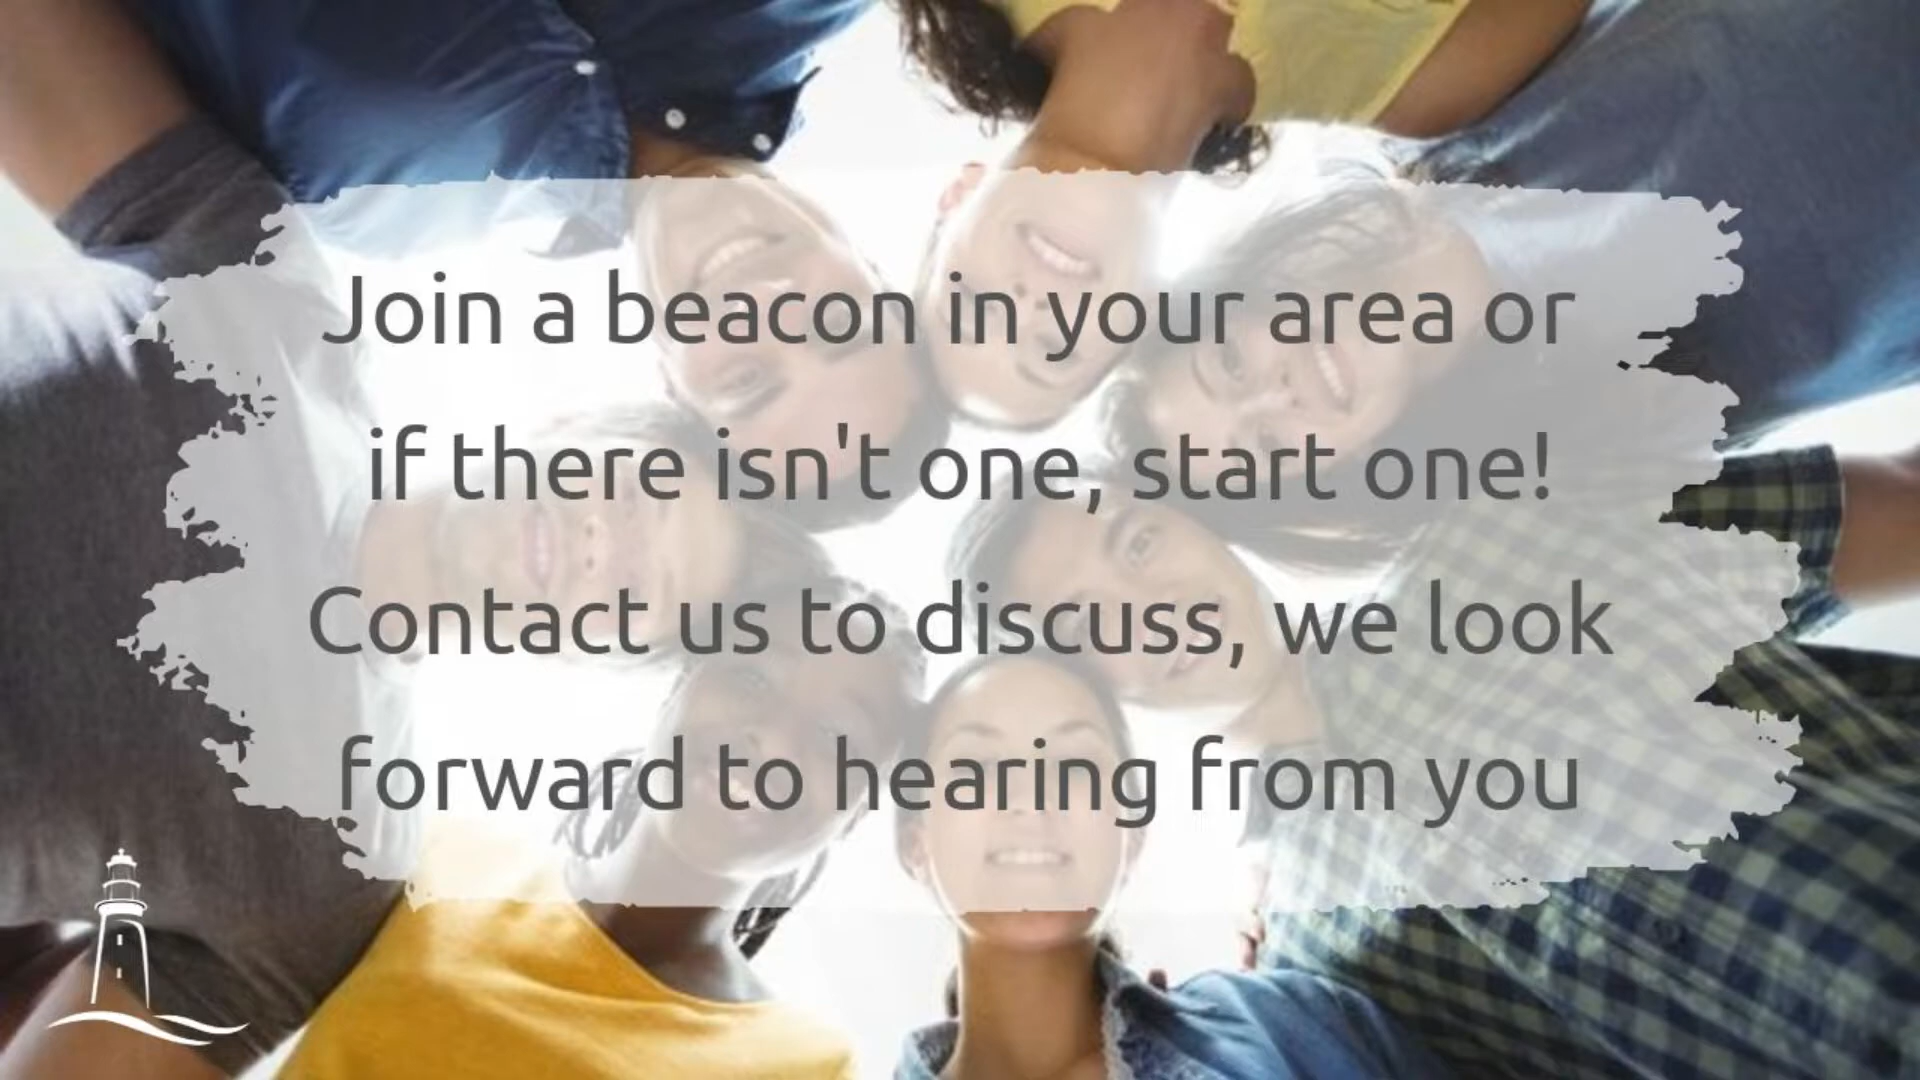 Join a beacon in your area or
if there isn't one, start one!
Contact us to discuss, we look
forward to hearing from you